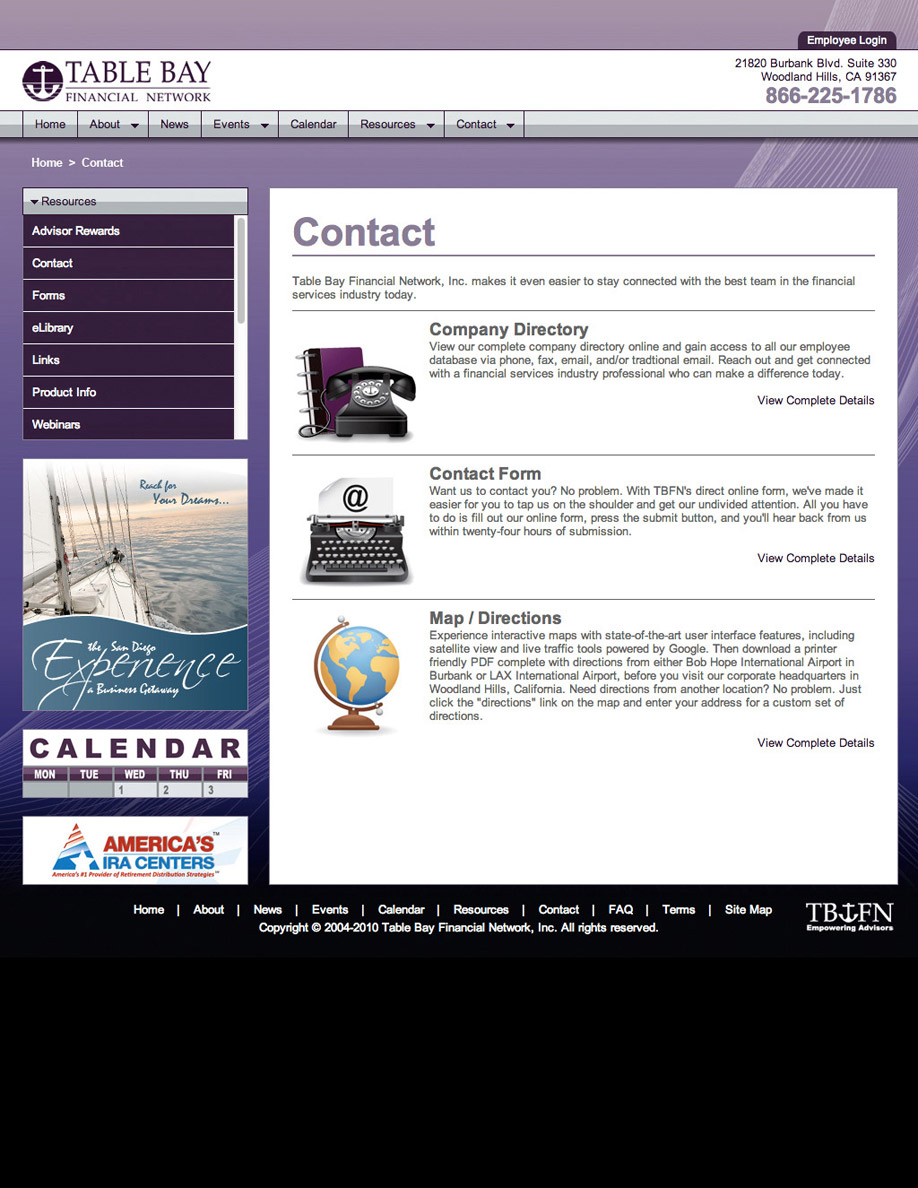 Employee Login
TABLE BAY
FINANCIAL NETWORK
21820 Burbank Blvd. Suite 330
Woodland Hills, CA 91367
866-225-1786
Home About News Events Calendar Resources Contact
Home > Contact
Resources
Advisor Rewards
Contact
Forms
eLibrary
Links
Product Info
Webinars
Reach for
Your Dreams...
the San Diego
Experience
a Business Getaway
CALENDAR
MON TUE WED THU FRI
1 2 3
AMERICA'S™
IRA CENTERS
America's #1 Provider of Retirement Distribution Strategies℠
Contact
Table Bay Financial Network, Inc. makes it even easier to stay connected with the best team in the financial
services industry today.
Company Directory
View our complete company directory online and gain access to all our employee
database via phone, fax, email, and/or tradtional email. Reach out and get connected
with a financial services industry professional who can make a difference today.
View Complete Details
@
Contact Form
Want us to contact you? No problem. With TBFN's direct online form, we've made it
easier for you to tap us on the shoulder and get our undivided attention. All you have
to do is fill out our online form, press the submit button, and you'll hear back from us
within twenty-four hours of submission.
View Complete Details
Map / Directions
Experience interactive maps with state-of-the-art user interface features, including
satellite view and live traffic tools powered by Google. Then download a printer
friendly PDF complete with directions from either Bob Hope International Airport in
Burbank or LAX International Airport, before you visit our corporate headquarters in
Woodland Hills, California. Need directions from another location? No problem. Just
click the "directions" link on the map and enter your address for a custom set of
directions.
View Complete Details
Home | About | News | Events | Calendar | Resources | Contact | FAQ | Terms | Site Map
Copyright © 2004-2010 Table Bay Financial Network, Inc. All rights reserved.
TBFN
Empowering Advisors